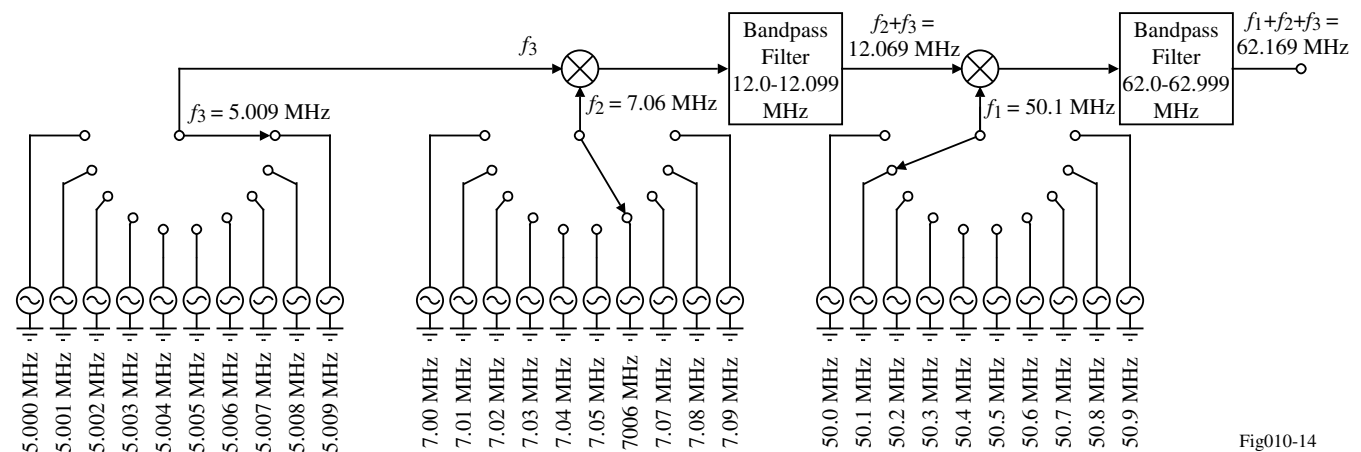 f3
Bandpass
Filter
12.0-12.099
MHz
f2+f3 =
12.069 MHz
Bandpass
Filter
62.0-62.999
MHz
f1+f2+f3 =
62.169 MHz
f3 = 5.009 MHz
f2 = 7.06 MHz
f1 = 50.1 MHz
5.000 MHz
5.001 MHz
5.002 MHz
5.003 MHz
5.004 MHz
5.005 MHz
5.006 MHz
5.007 MHz
5.008 MHz
5.009 MHz
7.00 MHz
7.01 MHz
7.02 MHz
7.03 MHz
7.04 MHz
7.05 MHz
7006 MHz
7.07 MHz
7.08 MHz
7.09 MHz
50.0 MHz
50.1 MHz
50.2 MHz
50.3 MHz
50.4 MHz
50.5 MHz
50.6 MHz
50.7 MHz
50.8 MHz
50.9 MHz
Fig010-14